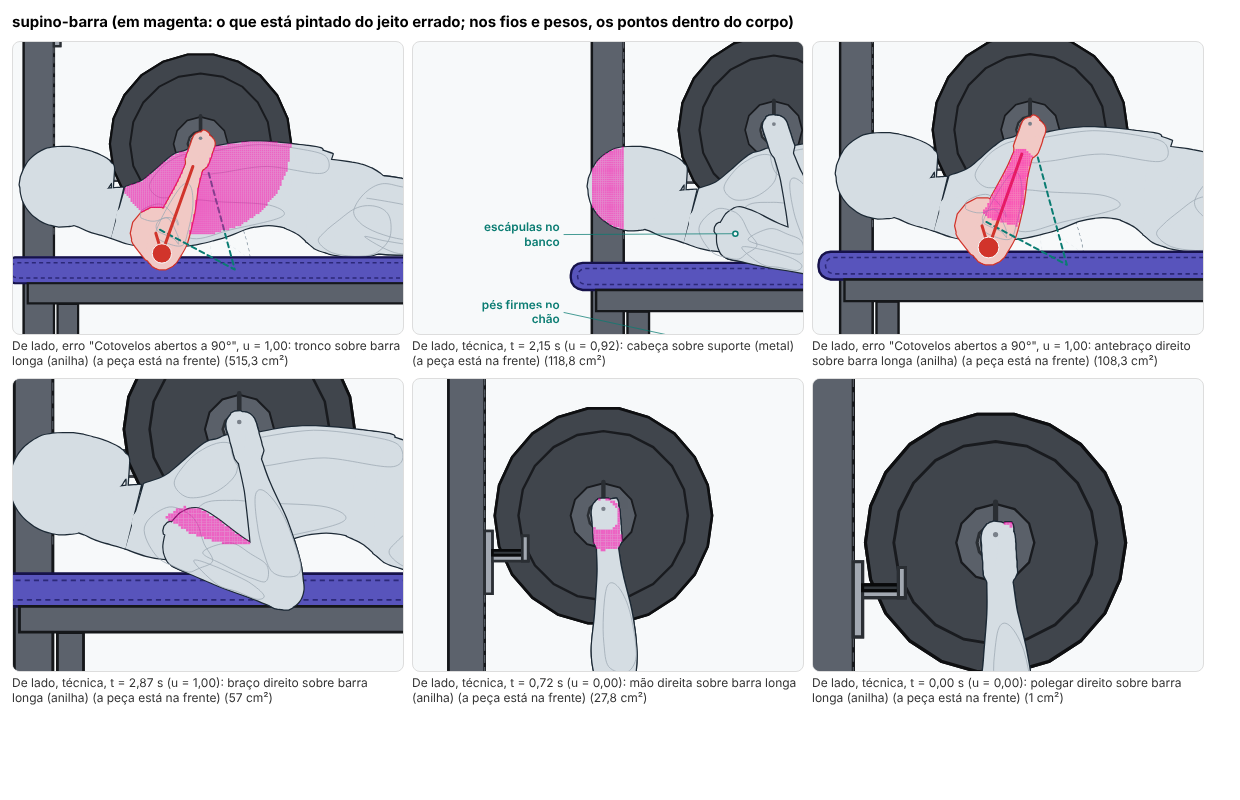 supino-barra (em magenta: o que está pintado do jeito errado; nos fios e pesos, os pontos dentro do corpo)
escápulas no
banco
pés firmes no
chão
De lado, erro "Cotovelos abertos a 90°", u = 1,00: tronco sobre barra
longa (anilha) (a peça está na frente) (515,3 cm²)
De lado, técnica, t = 2,15 s (u = 0,92): cabeça sobre suporte (metal)
(a peça está na frente) (118,8 cm²)
De lado, erro "Cotovelos abertos a 90°", u = 1,00: antebraço direito
sobre barra longa (anilha) (a peça está na frente) (108,3 cm²)
De lado, técnica, t = 2,87 s (u = 1,00): braço direito sobre barra
longa (anilha) (a peça está na frente) (57 cm²)
De lado, técnica, t = 0,72 s (u = 0,00): mão direita sobre barra longa
(anilha) (a peça está na frente) (27,8 cm²)
De lado, técnica, t = 0,00 s (u = 0,00): polegar direito sobre barra
longa (anilha) (a peça está na frente) (1 cm²)